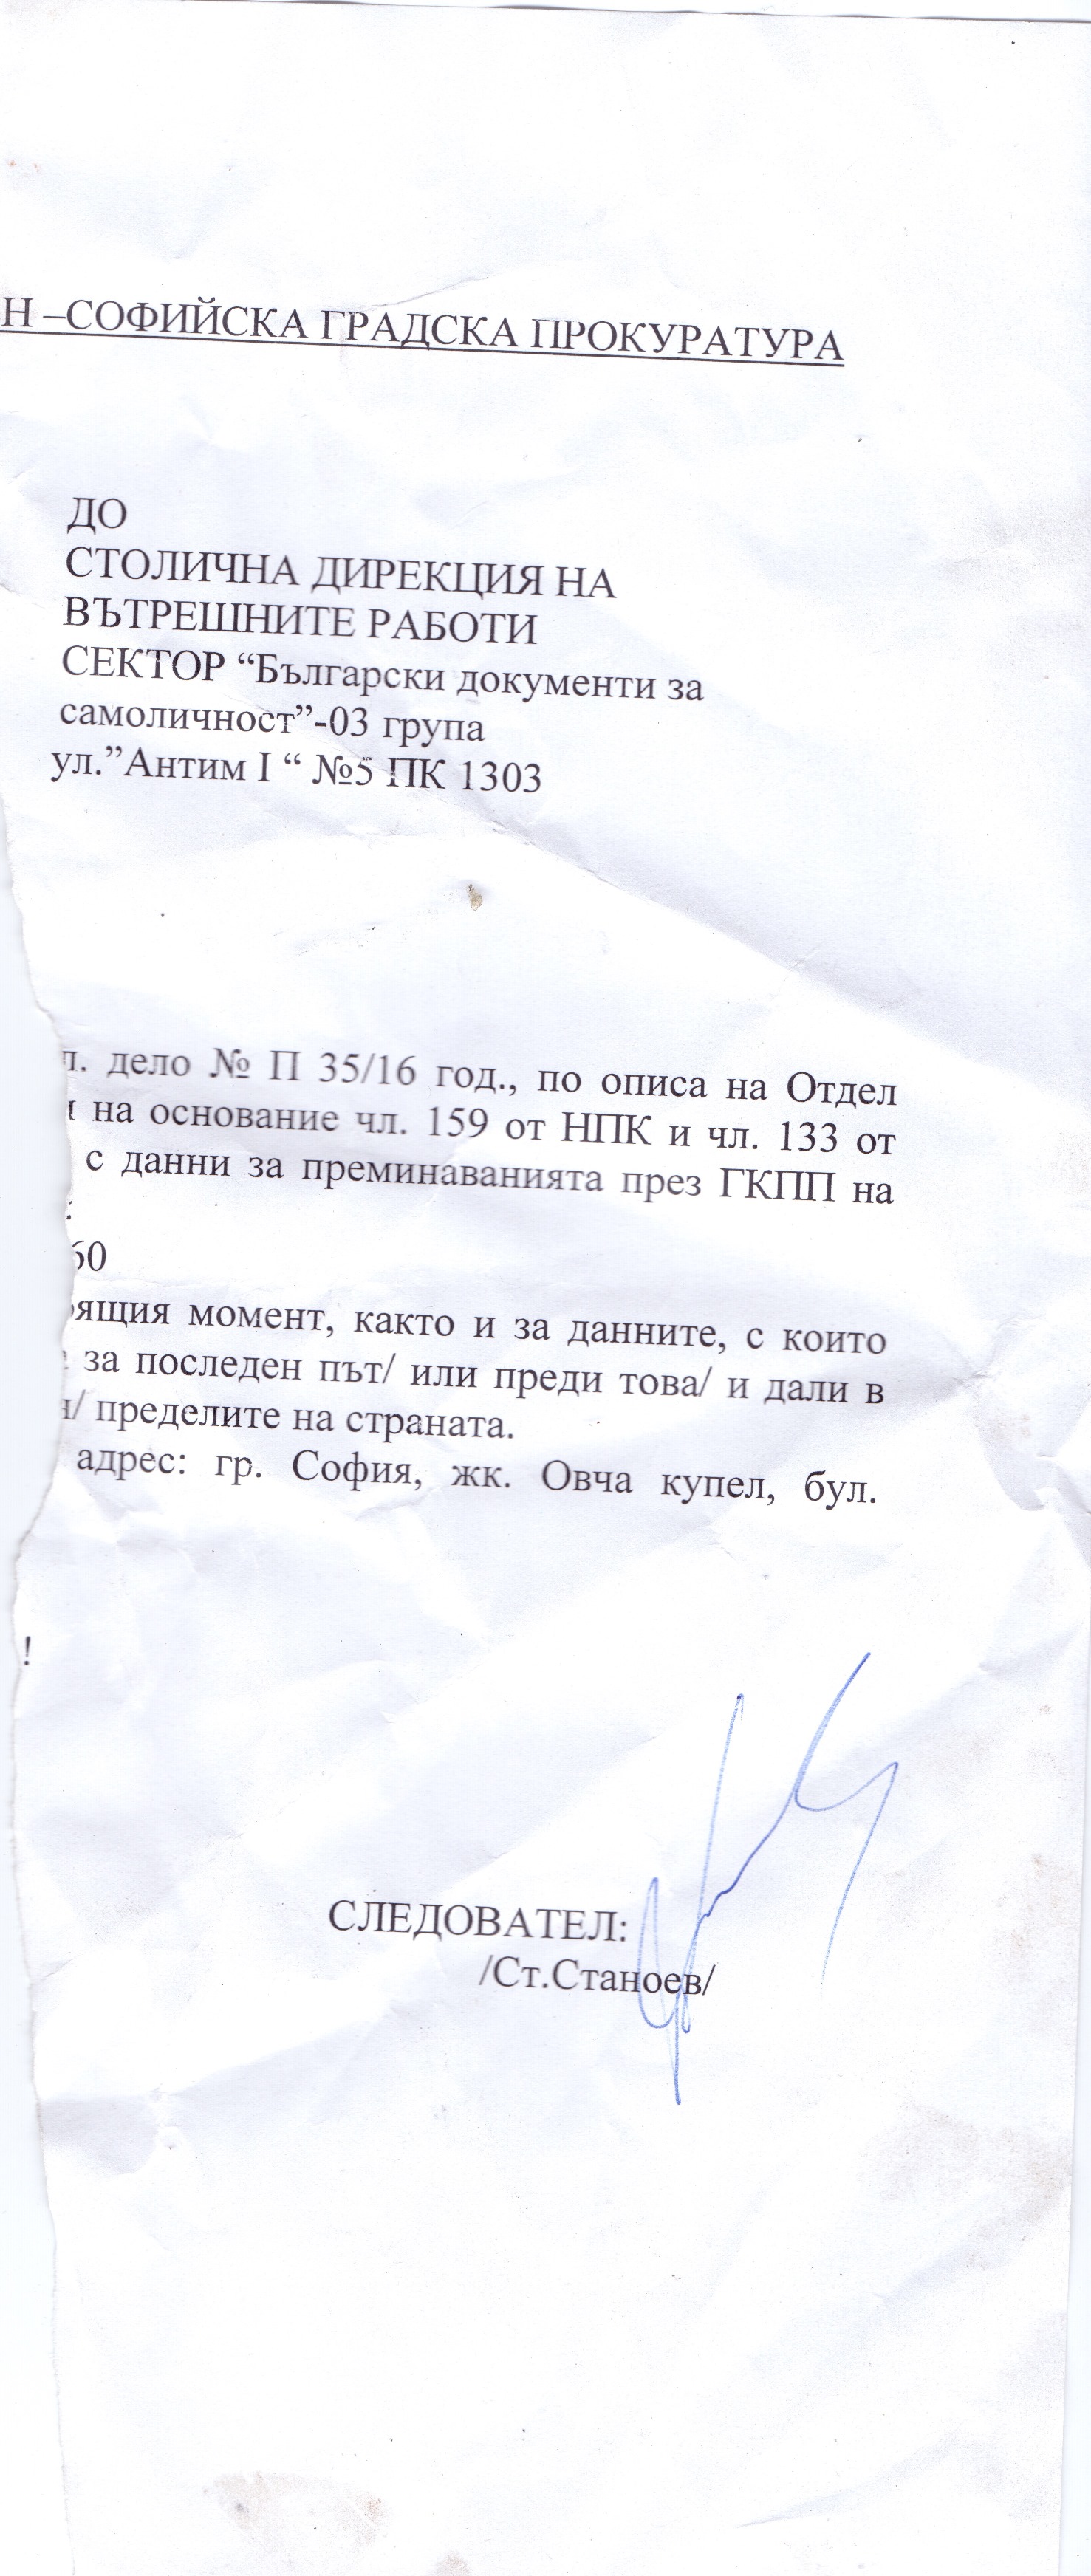 Н –СОФИЙСКА ГРАДСКА ПРОКУРАТУРА
ДО
СТОЛИЧНА ДИРЕКЦИЯ НА
ВЪТРЕШНИТЕ РАБОТИ
СЕКТОР “Български документи за
самоличност”-03 група
ул.”Антим I “ №5 ПК 1303
л. дело № П 35/16 год., по описа на Отдел
и на основание чл. 159 от НПК и чл. 133 от
с данни за преминаванията през ГКПП на
:
60
ящия момент, както и за данните, с които
за последен път/ или преди това/ и дали в
/ пределите на страната.
адрес: гр. София, жк. Овча купел, бул.
!
СЛЕДОВАТЕЛ:
/Ст.Станоев/